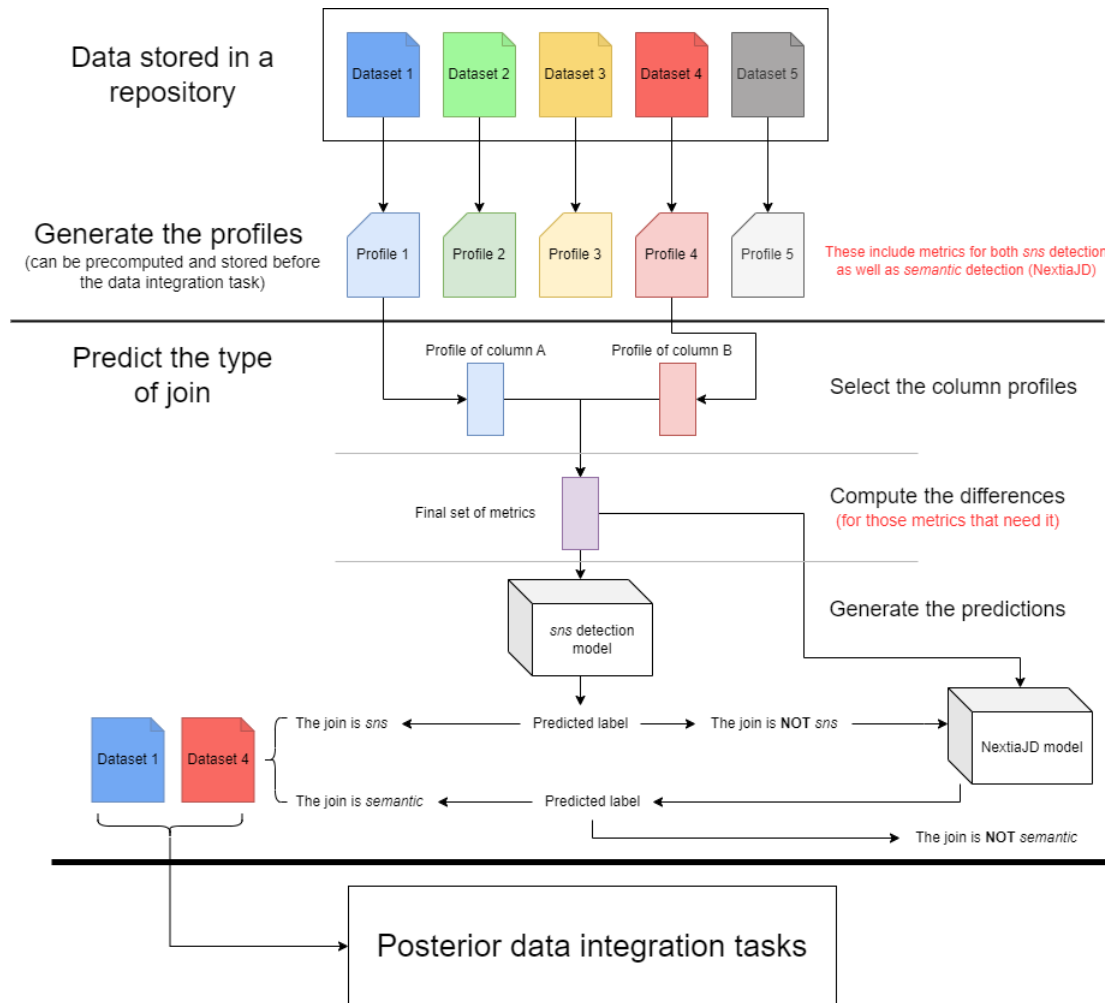 Data stored in a
repository
Dataset 1
Dataset 2
Dataset 3
Dataset 4
Dataset 5
Generate the profiles
(can be precomputed and stored before
the data integration task)
Profile 1
Profile 2
Profile 3
Profile 4
Profile 5
These include metrics for both sns detection
as well as semantic detection (NextiaJD)
Predict the type
of join
Profile of column A
Profile of column B
Select the column profiles
Final set of metrics
Compute the differences
(for those metrics that need it)
Generate the predictions
sns detection
model
The join is sns
Predicted label
The join is NOT sns
NextiaJD model
Dataset 1
Dataset 4
The join is semantic
Predicted label
The join is NOT semantic
Posterior data integration tasks